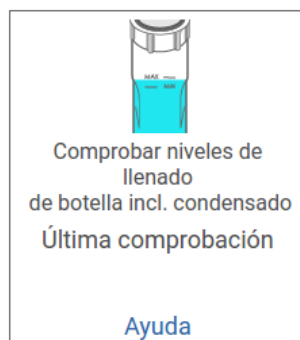 MAX
MIN
Comprobar niveles de
llenado
de botella incl. condensado
Última comprobación
Ayuda